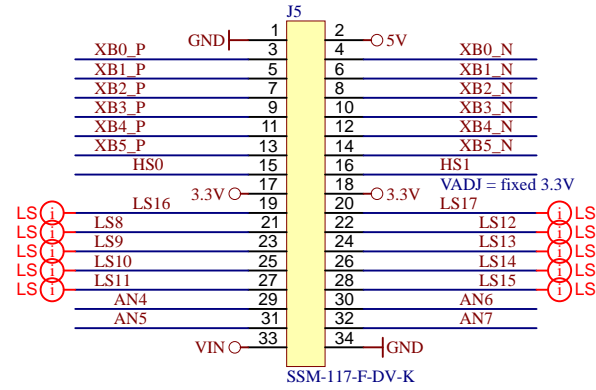 J5
GND 1 2 5V
XB0_P 3 4 XB0_N
XB1_P 5 6 XB1_N
XB2_P 7 8 XB2_N
XB3_P 9 10 XB3_N
XB4_P 11 12 XB4_N
XB5_P 13 14 XB5_N
HS0 15 16 HS1
3.3V 17 18 3.3V VADJ = fixed 3.3V
LS i LS16 19 20 LS17 i LS
LS i LS8 21 22 LS12 i LS
LS i LS9 23 24 LS13 i LS
LS i LS10 25 26 LS14 i LS
LS i LS11 27 28 LS15 i LS
AN4 29 30 AN6
AN5 31 32 AN7
VIN 33 34 GND
SSM-117-F-DV-K